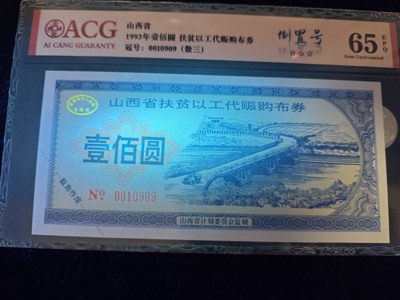 ACG
AI CANG GUARANTY
山西省
1993年壹佰圆 扶贫以工代赈购布券
冠号：0010909（数三）
倒置号
☆☆☆
65 EPQ
Gem Uncirculated
山西省扶贫以工代赈购布券
壹佰圆
No 0010909
山西省计划委员会监制